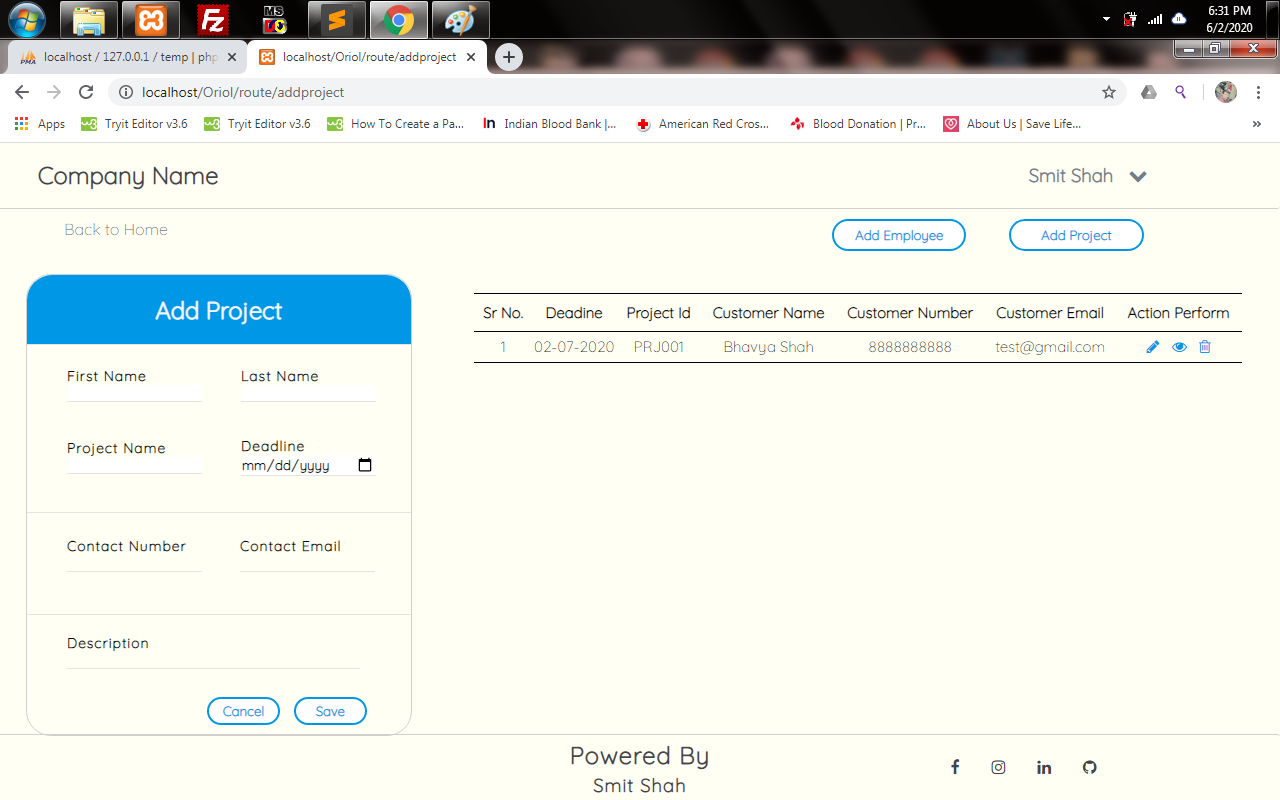 6:31 PM
6/2/2020
localhost / 127.0.0.1 / temp | php
localhost/Oriol/route/addproject
localhost/Oriol/route/addproject
Apps
Tryit Editor v3.6
Tryit Editor v3.6
How To Create a Pa...
Indian Blood Bank |...
American Red Cros...
Blood Donation | Pr...
About Us | Save Life...
Company Name
Smit Shah
Back to Home
Add Employee
Add Project
Add Project
First Name
Last Name
Project Name
Deadline
mm/dd/yyyy
Contact Number
Contact Email
Description
Cancel
Save
Sr No. Deadine Project Id Customer Name Customer Number Customer Email Action Perform
1 02-07-2020 PRJ001 Bhavya Shah 8888888888 test@gmail.com
Powered By
Smit Shah